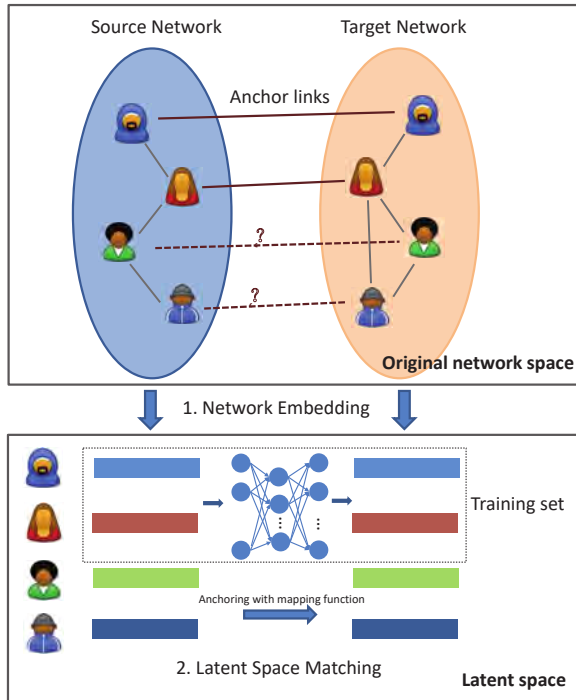 Source Network
Target Network
Anchor links
?
?
Original network space
1. Network Embedding
Training set
Anchoring with mapping function
2. Latent Space Matching
Latent space